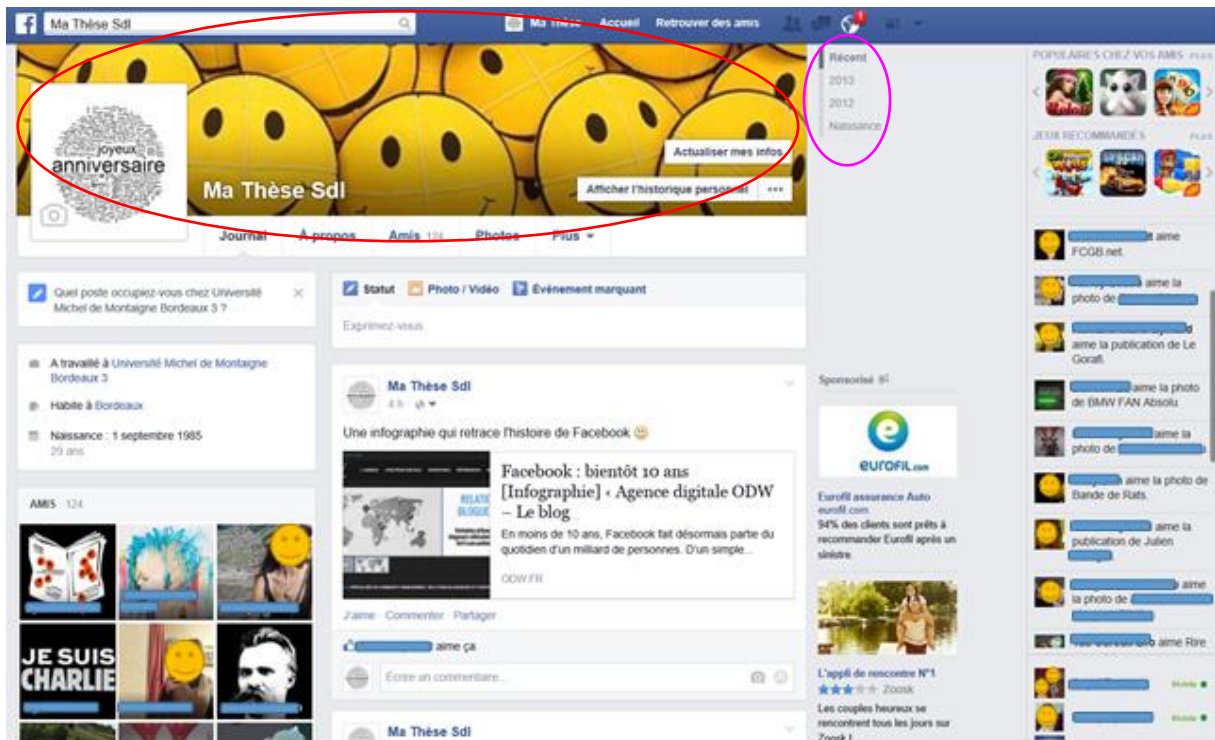 f Ma Thèse Sdl
Ma Thèse Accueil Retrouver des amis
joyeux
anniversaire
Ma Thèse Sdl
Actualiser mes infos
Afficher l'historique personnel ...
Journal À propos Amis 124 Photos Plus
Récent
2013
2012
Naissance
Quel poste occupiez-vous chez Université
Michel de Montaigne Bordeaux 3 ?
A travaillé à Université Michel de Montaigne
Bordeaux 3
Habite à Bordeaux
Naissance : 1 septembre 1985
29 ans
AMIS · 124
JE SUIS
CHARLIE
Statut Photo / Vidéo Évènement marquant
Exprimez-vous
Ma Thèse Sdl
4 h
Une infographie qui retrace l'histoire de Facebook
Facebook : bientôt 10 ans
[Infographie] « Agence digitale ODW
– Le blog
En moins de 10 ans, Facebook fait désormais partie du
quotidien d'un milliard de personnes. D'un simple...
ODW.FR
J'aime · Commenter · Partager
aime ça.
Écrire un commentaire...
Ma Thèse Sdl
Sponsorisé
eurofil.com
Eurofil assurance Auto
eurofil.com
94% des clients sont prêts à
recommander Eurofil après un
sinistre.
L'appli de rencontre N°1
Zoosk
Les couples heureux se
rencontrent tous les jours sur
Zoosk !
POPULAIRES CHEZ VOS AMIS PLUS
JEUX RECOMMANDÉS PLUS
aime
FCGB.net.
aime la
photo de
aime la publication de Le
Gorafi.
aime la photo
de BMW FAN Absolu.
aime la
photo de
aime la photo de
Bande de Rats.
aime la
publication de Julien
aime
la photo de
aime Rire
Mobile
Mobile